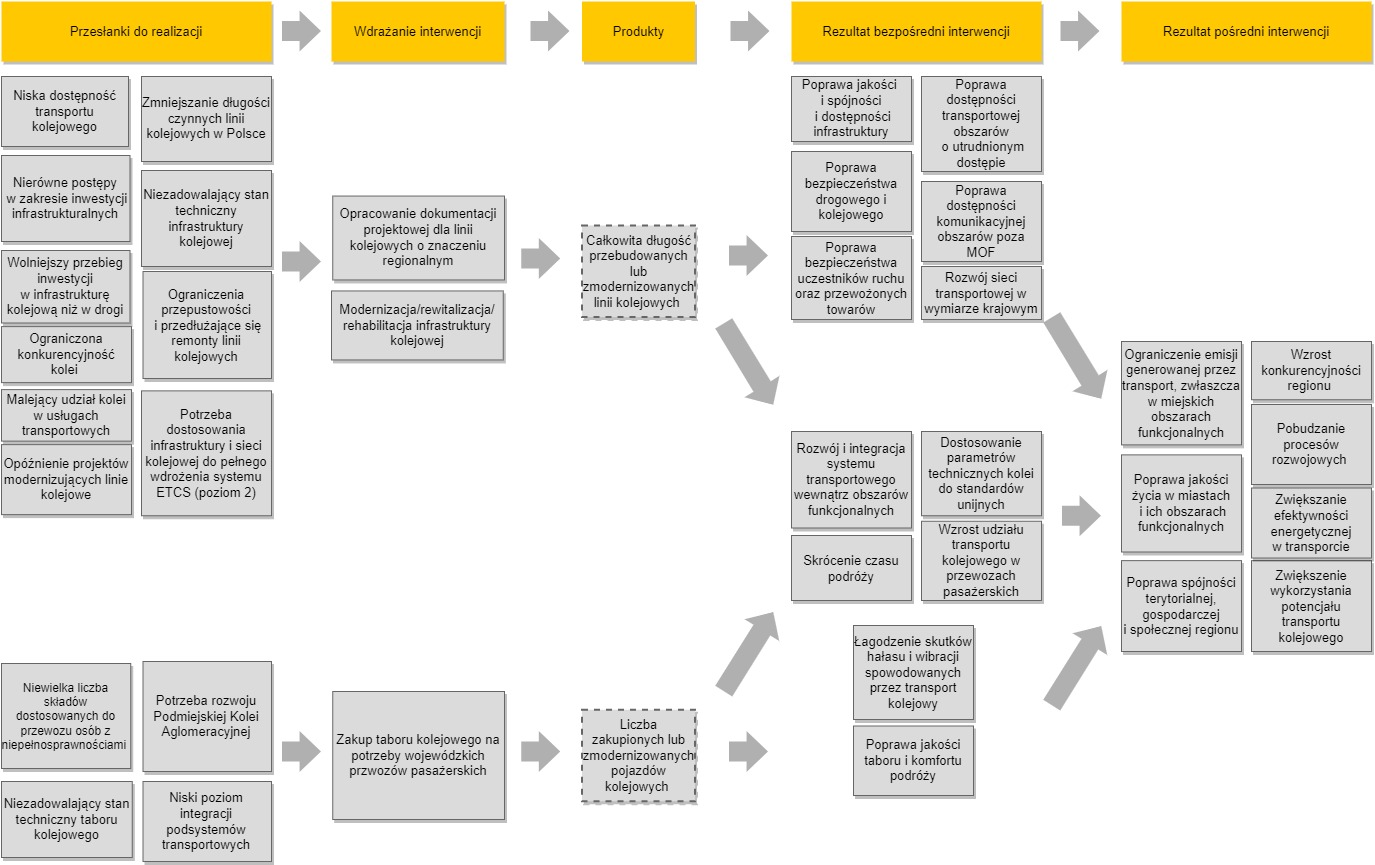 Przesłanki do realizacji
Wdrażanie interwencji
Produkty
Rezultat bezpośredni interwencji
Rezultat pośredni interwencji
Niska dostępność
transportu
kolejowego
Zmniejszanie długości
czynnych linii
kolejowych w Polsce
Nierówne postępy
w zakresie inwestycji
infrastrukturalnych
Niezadowalający stan
techniczny
infrastruktury
kolejowej
Wolniejszy przebieg
inwestycji
w infrastrukturę
kolejową niż w drogi
Ograniczenia
przepustowości
i przedłużające się
remonty linii
kolejowych
Ograniczona
konkurencyjność
kolei
Malejący udział kolei
w usługach
transportowych
Potrzeba
dostosowania
infrastruktury i sieci
kolejowej do pełnego
wdrożenia systemu
ETCS (poziom 2)
Opóźnienie projektów
modernizujących linie
kolejowe
Opracowanie dokumentacji
projektowej dla linii
kolejowych o znaczeniu
regionalnym
Modernizacja/rewitalizacja/
rehabilitacja infrastruktury
kolejowej
Całkowita długość
przebudowanych
lub
zmodernizowanych
linii kolejowych
Poprawa jakości
i spójności
i dostępności
infrastruktury
Poprawa
dostępności
transportowej
obszarów
o utrudnionym
dostępie
Poprawa
bezpieczeństwa
drogowego i
kolejowego
Poprawa
dostępności
komunikacyjnej
obszarów poza
MOF
Poprawa
bezpieczeństwa
uczestników ruchu
oraz przewożonych
towarów
Rozwój sieci
transportowej w
wymiarze krajowym
Rozwój i integracja
systemu
transportowego
wewnątrz obszarów
funkcjonalnych
Dostosowanie
parametrów
technicznych kolei
do standardów
unijnych
Skrócenie czasu
podróży
Wzrost udziału
transportu
kolejowego w
przewozach
pasażerskich
Łagodzenie skutków
hałasu i wibracji
spowodowanych
przez transport
kolejowy
Poprawa jakości
taboru i komfortu
podróży
Ograniczenie emisji
generowanej przez
transport, zwłaszcza
w miejskich
obszarach
funkcjonalnych
Wzrost
konkurencyjności
regionu
Pobudzanie
procesów
rozwojowych
Poprawa jakości
życia w miastach
i ich obszarach
funkcjonalnych
Zwiększanie
efektywności
energetycznej
w transporcie
Poprawa spójności
terytorialnej,
gospodarczej
i społecznej regionu
Zwiększenie
wykorzystania
potencjału
transportu
kolejowego
Niewielka liczba
składów
dostosowanych do
przewozu osób z
niepełnosprawnościami
Potrzeba rozwoju
Podmiejskiej Kolei
Aglomeracyjnej
Niezadowalający stan
techniczny taboru
kolejowego
Niski poziom
integracji
podsystemów
transportowych
Zakup taboru kolejowego na
potrzeby wojewódzkich
przwozów pasażerskich
Liczba
zakupionych lub
zmodernizowanych
pojazdów
kolejowych